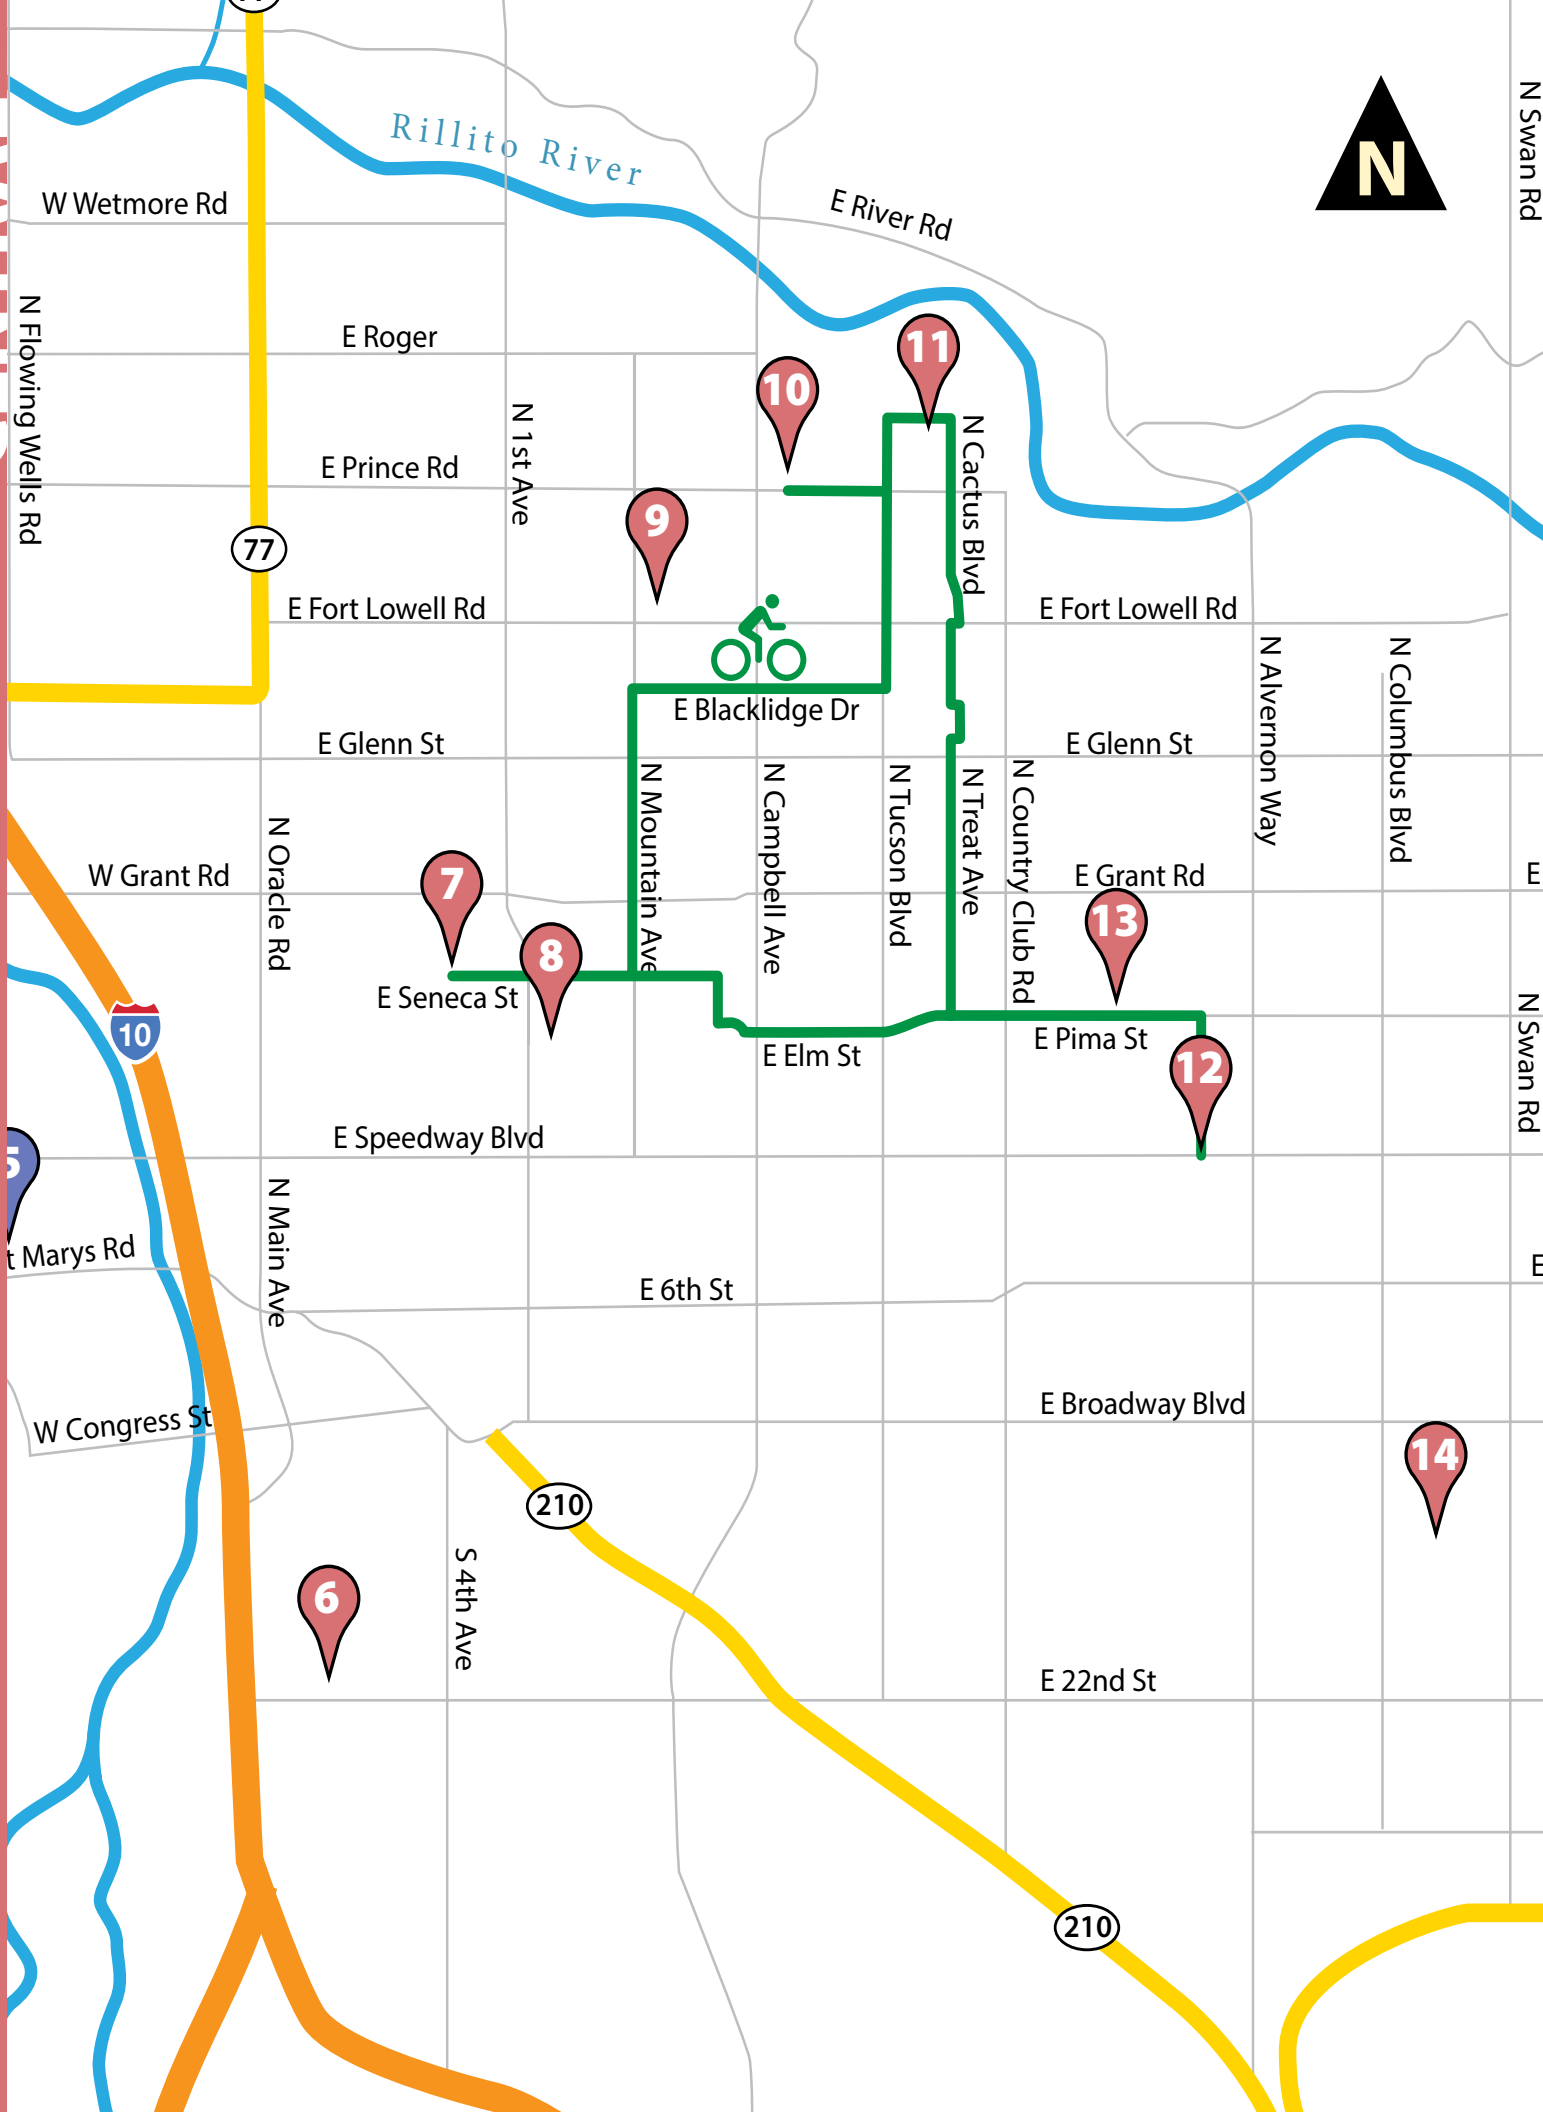 Rillito River
N Swan Rd
N
W Wetmore Rd
E River Rd
N Flowing Wells Rd
E Roger
11
10
N 1st Ave
N Cactus Blvd
E Prince Rd
9
77
E Fort Lowell Rd
E Fort Lowell Rd
N Alvernon Way
N Columbus Blvd
E Blacklidge Dr
E Glenn St
E Glenn St
N Mountain Ave
N Campbell Ave
N Tucson Blvd
N Treat Ave
N Country Club Rd
N Oracle Rd
W Grant Rd
7
E Grant Rd
E
13
8
E Seneca St
10
N Swan Rd
E Pima St
E Elm St
12
E Speedway Blvd
5
N Main Ave
t Marys Rd
E
E 6th St
E Broadway Blvd
W Congress St
14
210
S 4th Ave
6
E 22nd St
210